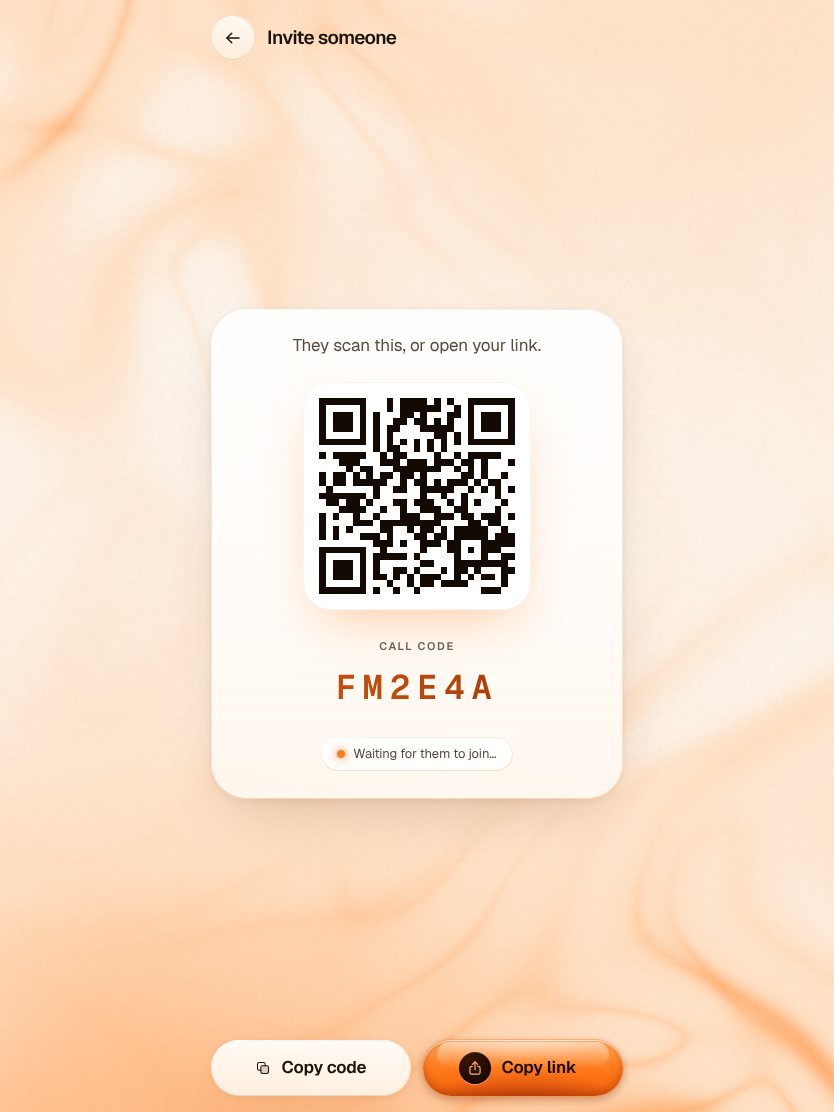 Invite someone
They scan this, or open your link.
CALL CODE
FM2E4A
Waiting for them to join…
Copy code
Copy link